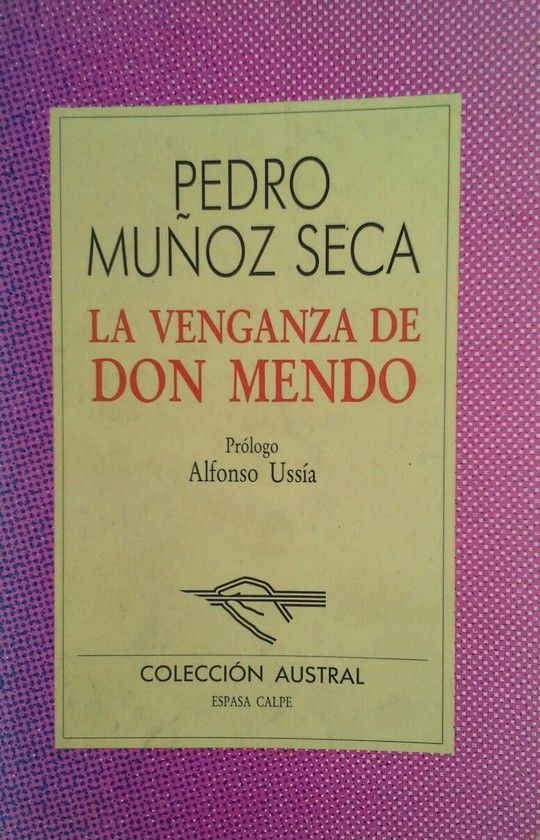 PEDRO
MUÑOZ SECA
LA VENGANZA DE
DON MENDO
Prólogo
Alfonso Ussía
COLECCIÓN AUSTRAL
ESPASA CALPE